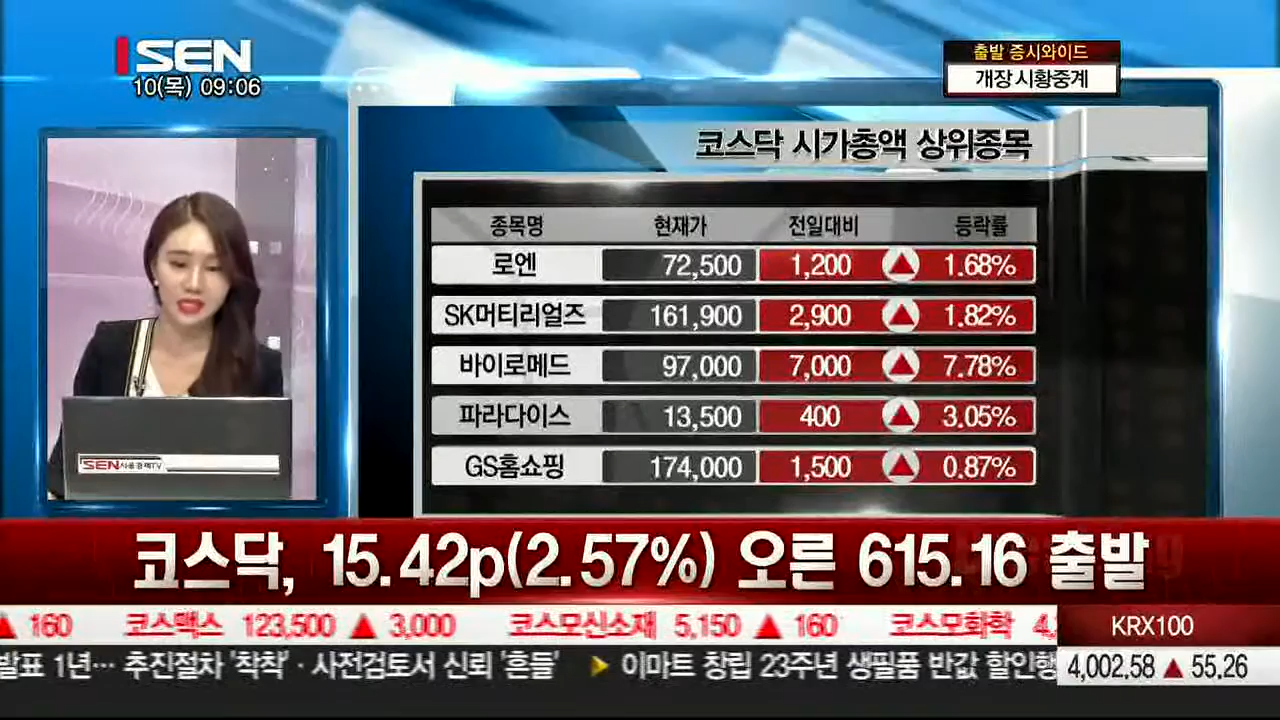 SEN
10(목) 09:06
출발 증시와이드
개장 시황중계
코스닥 시가총액 상위종목
종목명 현재가 전일대비 등락률
로엔 72,500 1,200 ▲ 1.68%
SK머티리얼즈 161,900 2,900 ▲ 1.82%
바이로메드 97,000 7,000 ▲ 7.78%
파라다이스 13,500 400 ▲ 3.05%
GS홈쇼핑 174,000 1,500 ▲ 0.87%
SEN서울경제TV
코스닥, 15.42p(2.57%) 오른 615.16 출발
▲ 160 코스맥스 123,500 ▲ 3,000 코스모신소재 5,150 ▲ 160 코스모화학
KRX100
발표 1년… 추진절차 '착착'·사전검토서 신뢰 '흔들' ▶ 이마트 창립 23주년 생필품 반값 할인행
4,002.58 ▲ 55.26